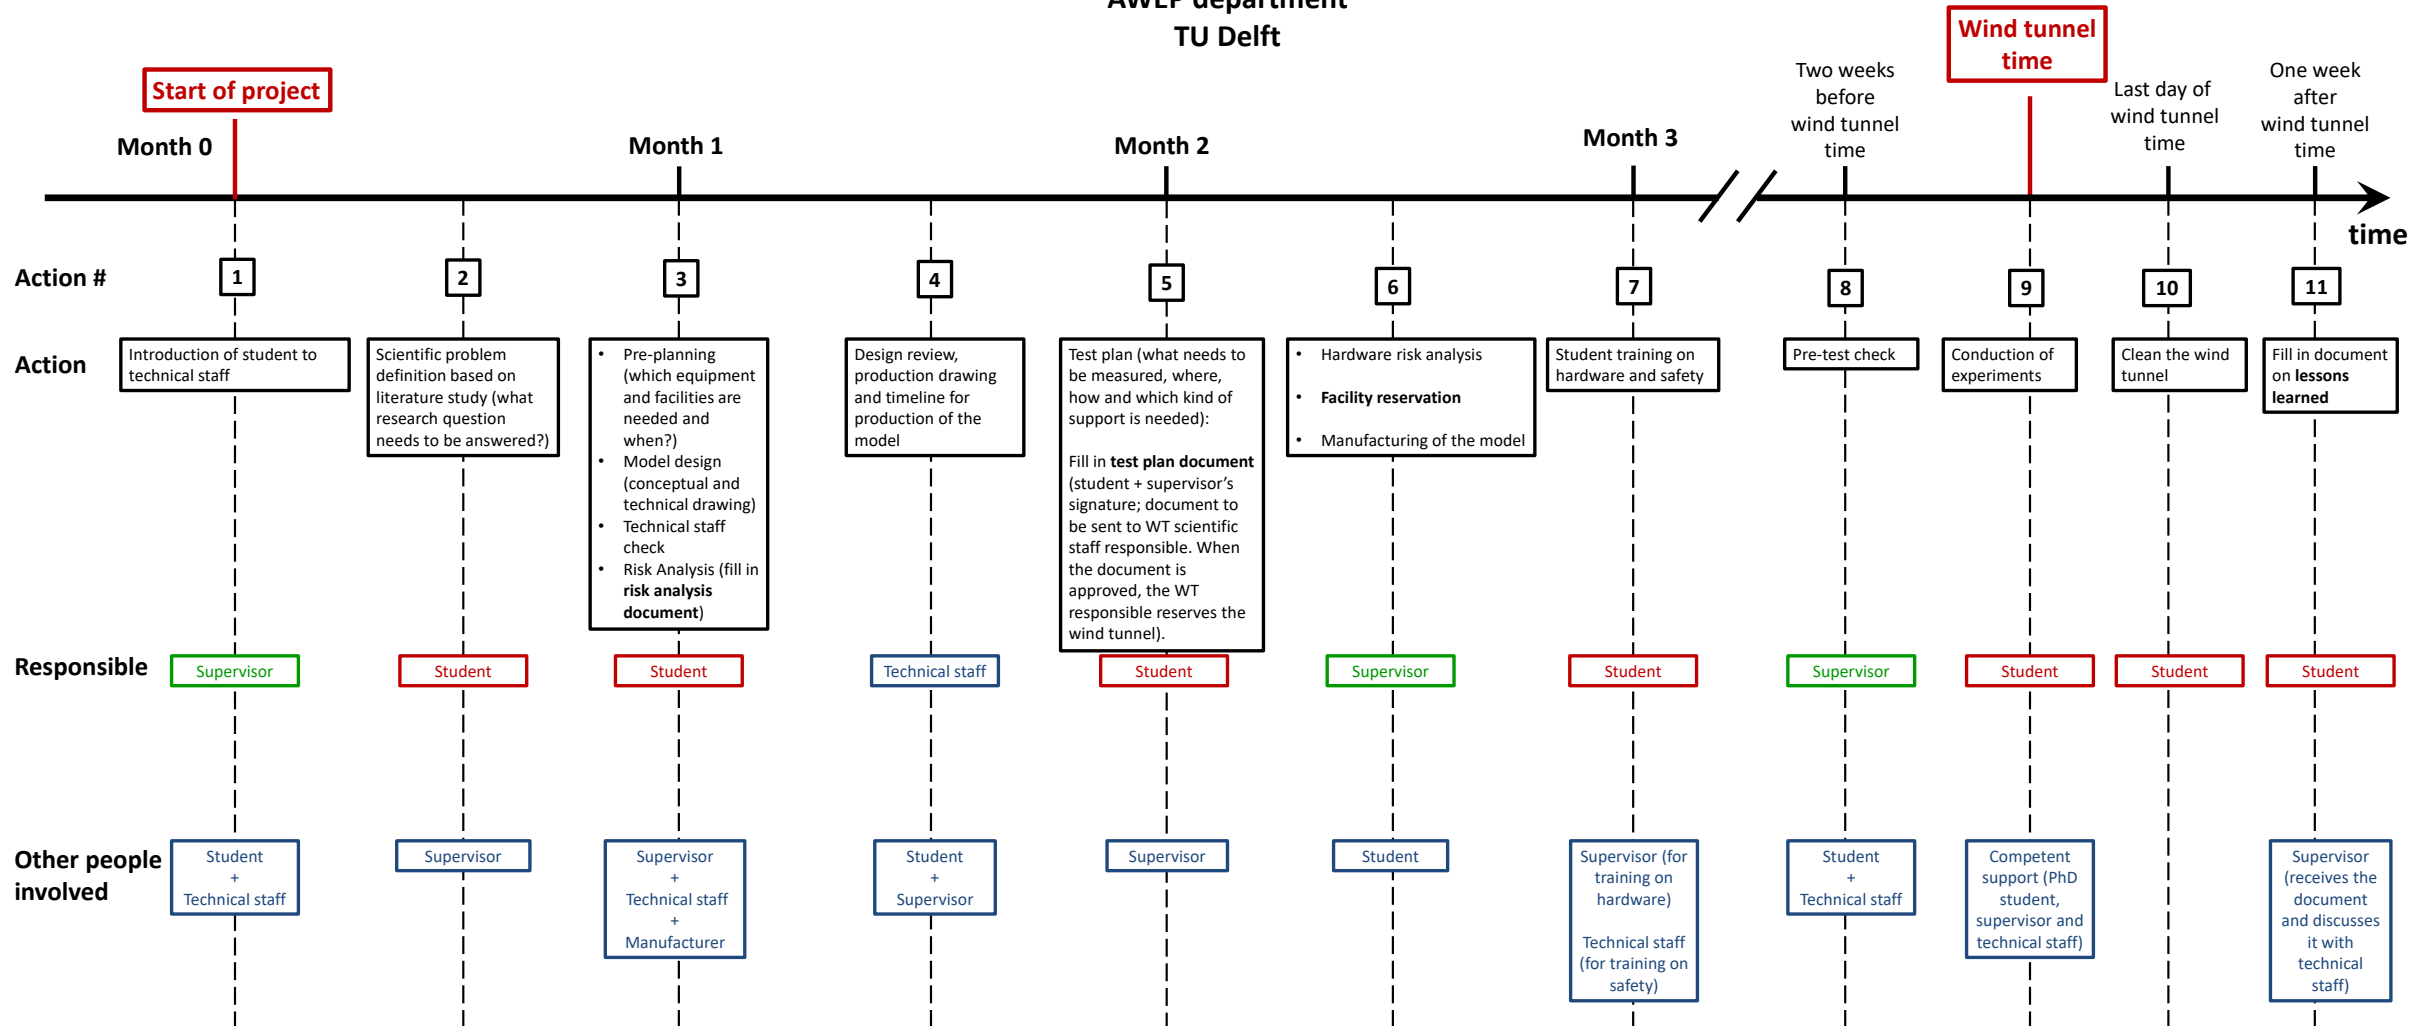 AWEP department
TU Delft
Start of project
Wind tunnel
time
Month 0
Month 1
Month 2
Month 3
Two weeks
before
wind tunnel
time
Last day of
wind tunnel
time
One week
after
wind tunnel
time
time
Action #
1
2
3
4
5
6
7
8
9
10
11
Action
Introduction of student to
technical staff
Scientific problem
definition based on
literature study (what
research question
needs to be answered?)
• Pre-planning
(which equipment
and facilities are
needed and
when?)
• Model design
(conceptual and
technical drawing)
• Technical staff
check
• Risk Analysis (fill in
risk analysis
document)
Design review,
production drawing
and timeline for
production of the
model
Test plan (what needs to
be measured, where,
how and which kind of
support is needed):
Fill in test plan document
(student + supervisor's
signature; document to
be sent to WT scientific
staff responsible. When
the document is
approved, the WT
responsible reserves the
wind tunnel).
• Hardware risk analysis
• Facility reservation
• Manufacturing of the model
Student training on
hardware and safety
Pre-test check
Conduction of
experiments
Clean the wind
tunnel
Fill in document
on lessons
learned
Responsible
Supervisor
Student
Student
Technical staff
Student
Supervisor
Student
Supervisor
Student
Student
Student
Other people
involved
Student
+
Technical staff
Supervisor
Supervisor
+
Technical staff
+
Manufacturer
Student
+
Supervisor
Supervisor
Student
Supervisor (for
training on
hardware)
Technical staff
(for training on
safety)
Student
+
Technical staff
Competent
support (PhD
student,
supervisor and
technical staff)
Supervisor
(receives the
document
and discusses
it with
technical
staff)